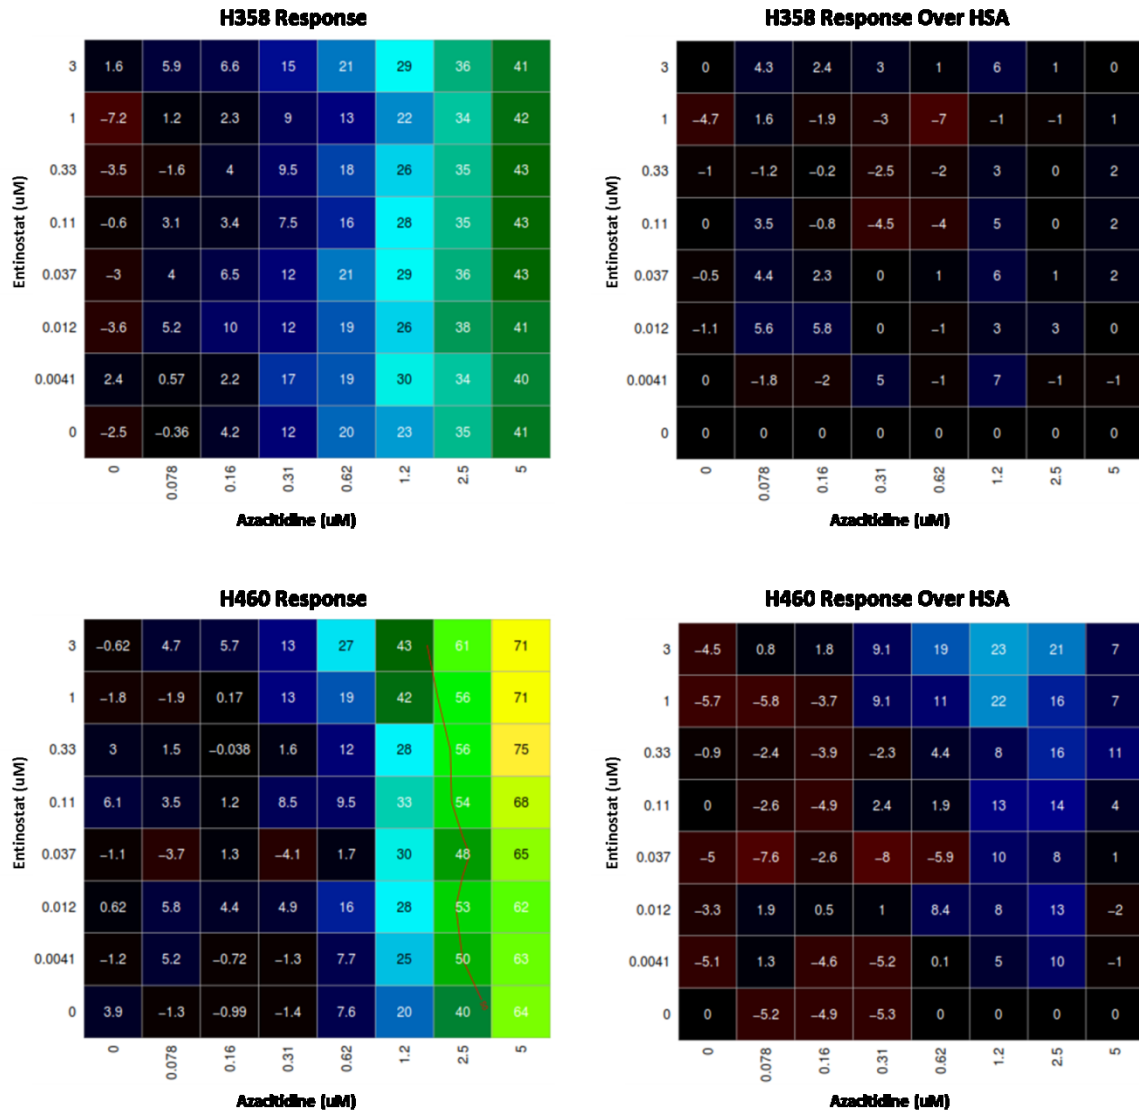 H358 Response
3 1.6 5.9 6.6 15 21 29 36 41
1 −7.2 1.2 2.3 9 13 22 34 42
0.33 −3.5 −1.6 4 9.5 18 26 35 43
0.11 −0.6 3.1 3.4 7.5 16 28 35 43
0.037 −3 4 6.5 12 21 29 36 43
0.012 −3.6 5.2 10 12 19 26 38 41
0.0041 2.4 0.57 2.2 17 19 30 34 40
0 −2.5 −0.36 4.2 12 20 23 35 41
Entinostat (uM)
0 0.078 0.16 0.31 0.62 1.2 2.5 5
Azacitidine (uM)
H358 Response Over HSA
3 0 4.3 2.4 3 1 6 1 0
1 −4.7 1.6 −1.9 −3 −7 −1 −1 1
0.33 −1 −1.2 −0.2 −2.5 −2 3 0 2
0.11 0 3.5 −0.8 −4.5 −4 5 0 2
0.037 −0.5 4.4 2.3 0 1 6 1 2
0.012 −1.1 5.6 5.8 0 −1 3 3 0
0.0041 0 −1.8 −2 5 −1 7 −1 −1
0 0 0 0 0 0 0 0 0
Entinostat (uM)
0 0.078 0.16 0.31 0.62 1.2 2.5 5
Azacitidine (uM)
H460 Response
3 −0.62 4.7 5.7 13 27 43 61 71
1 −1.8 −1.9 0.17 13 19 42 56 71
0.33 3 1.5 −0.038 1.6 12 28 56 75
0.11 6.1 3.5 1.2 8.5 9.5 33 54 68
0.037 −1.1 −3.7 1.3 −4.1 1.7 30 48 65
0.012 0.62 5.8 4.4 4.9 16 28 53 62
0.0041 −1.2 5.2 −0.72 −1.3 7.7 25 50 63
0 3.9 −1.3 −0.99 −1.4 7.6 20 40 64
Entinostat (uM)
0 0.078 0.16 0.31 0.62 1.2 2.5 5
Azacitidine (uM)
H460 Response Over HSA
3 −4.5 0.8 1.8 9.1 19 23 21 7
1 −5.7 −5.8 −3.7 9.1 11 22 16 7
0.33 −0.9 −2.4 −3.9 −2.3 4.4 8 16 11
0.11 0 −2.6 −4.9 2.4 1.9 13 14 4
0.037 −5 −7.6 −2.6 −8 −5.9 10 8 1
0.012 −3.3 1.9 0.5 1 8.4 8 13 −2
0.0041 −5.1 1.3 −4.6 −5.2 0.1 5 10 −1
0 0 −5.2 −4.9 −5.3 0 0 0 0
Entinostat (uM)
0 0.078 0.16 0.31 0.62 1.2 2.5 5
Azacitidine (uM)